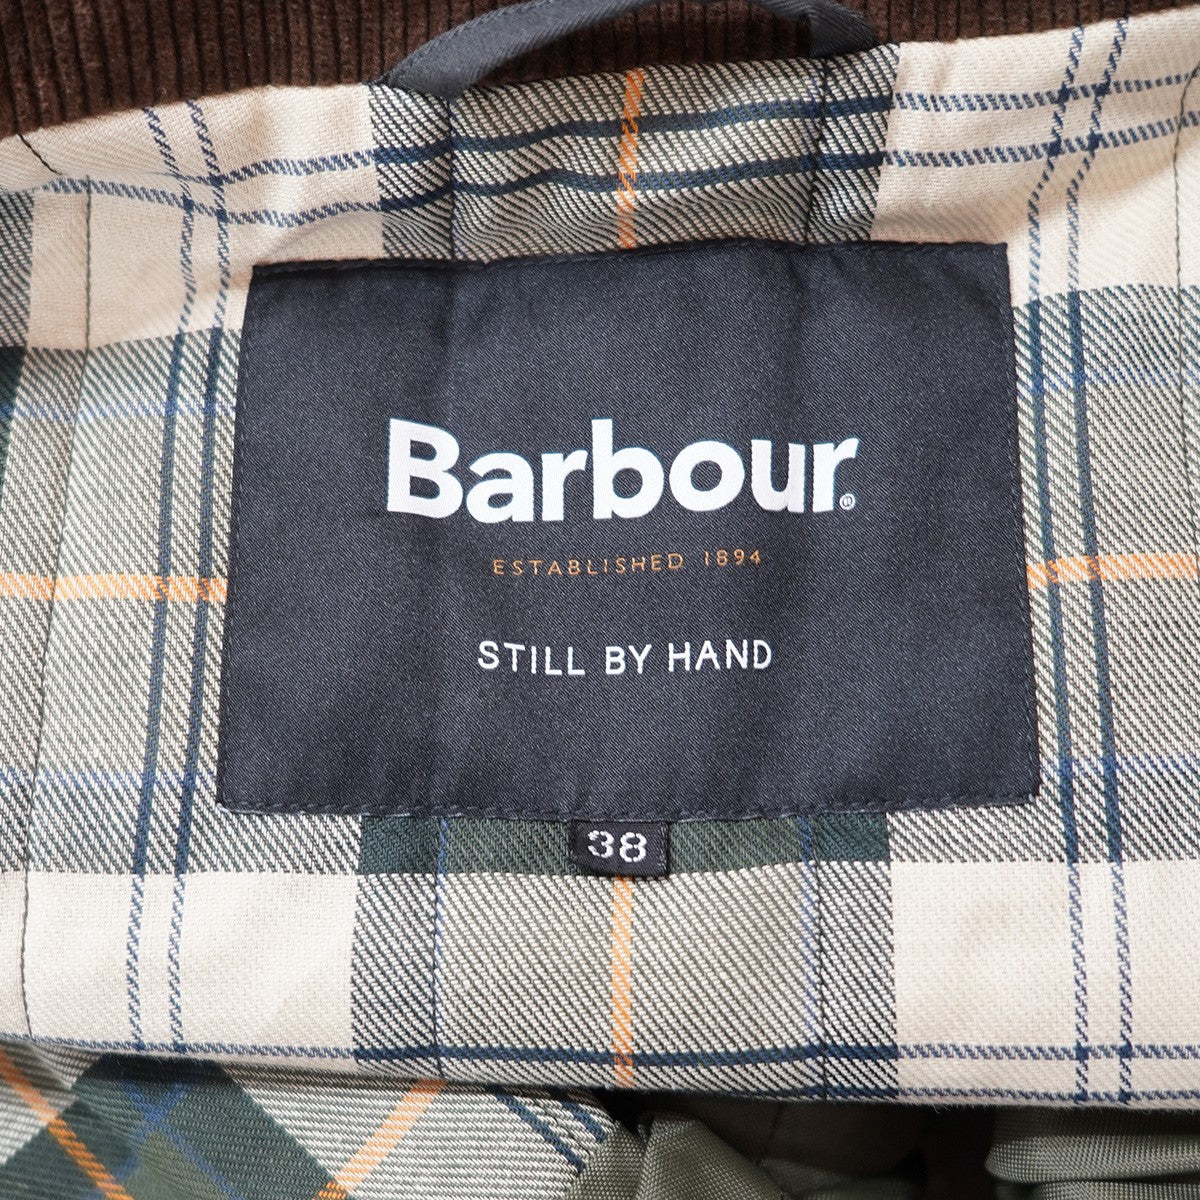 Barbour®
ESTABLISHED 1894
STILL BY HAND
38